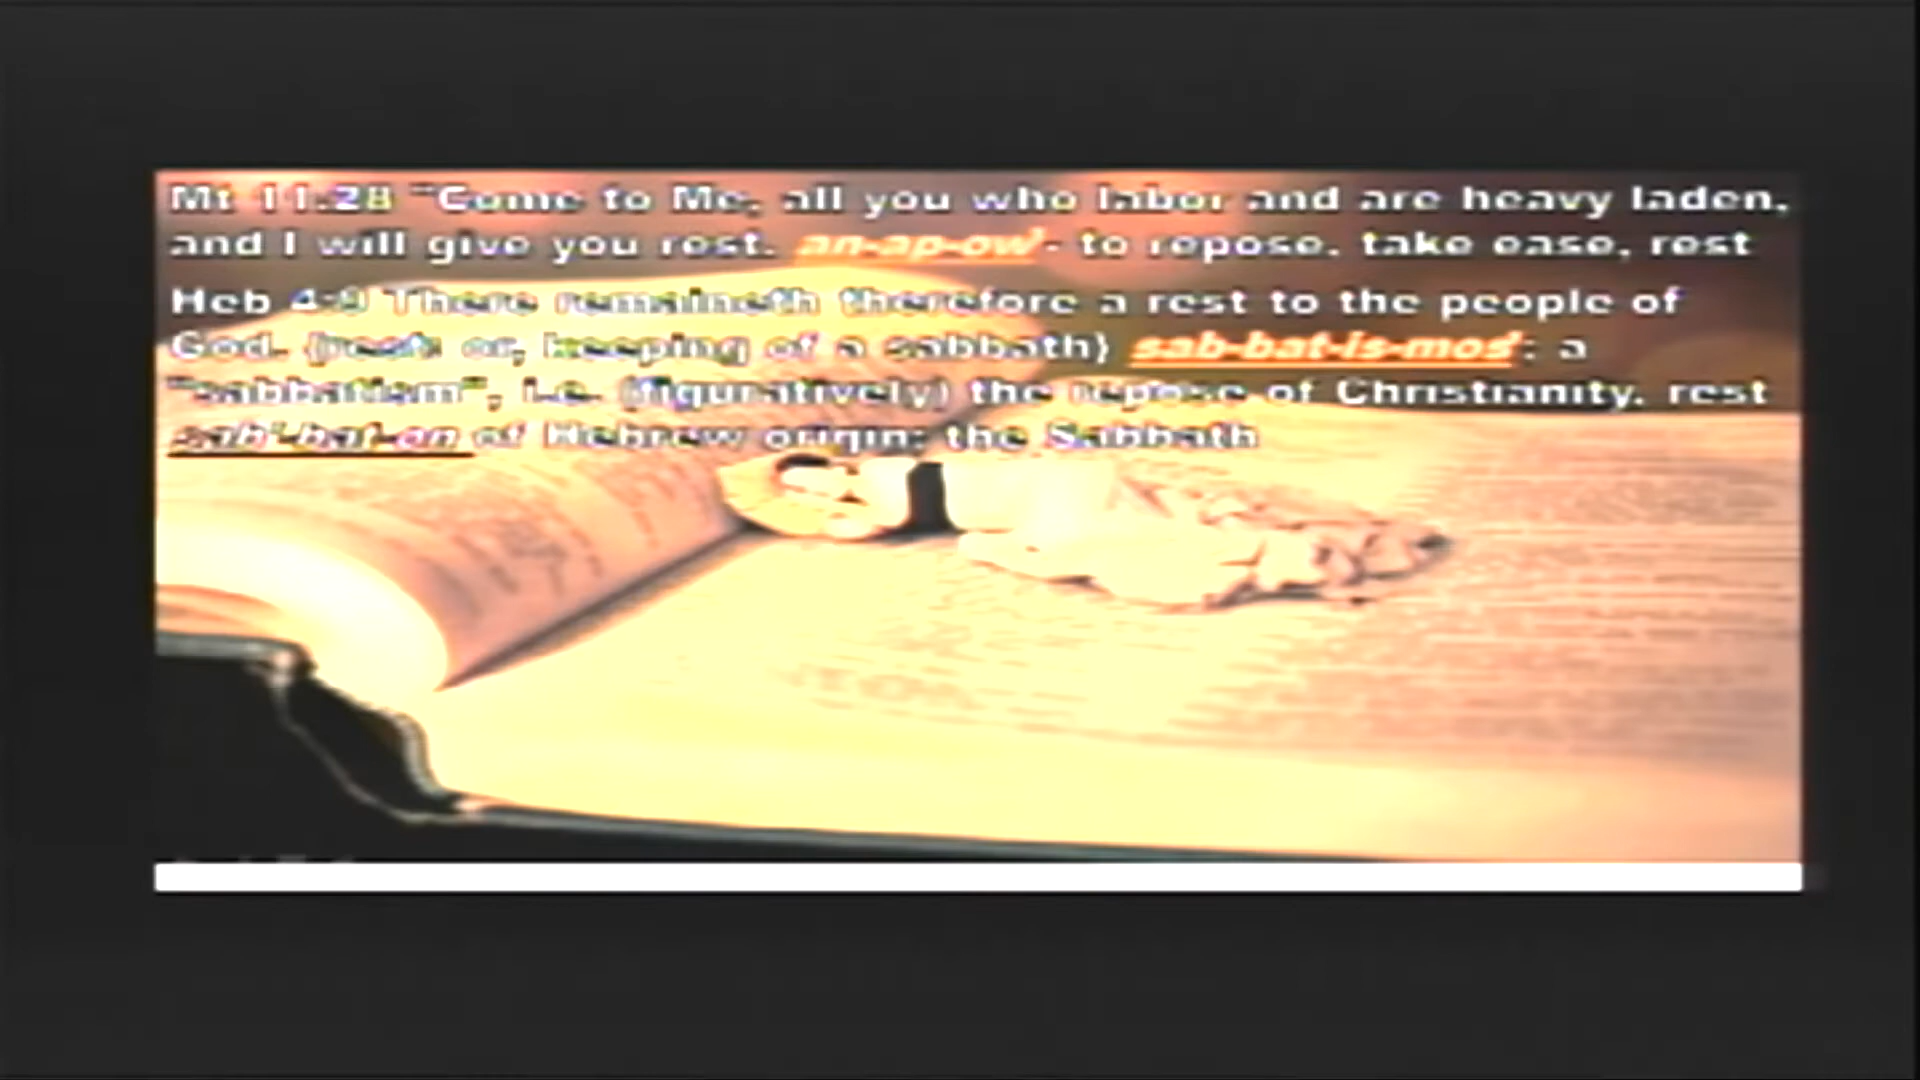 Mt 11:28 "Come to Me, all you who labor and are heavy laden,
and I will give you rest. an-ap-ow'- to repose, take ease, rest
Heb 4:9 There remaineth therefore a rest to the people of
God. {rest: or, keeping of a sabbath} sab-bat-is-mos': a
"sabbatism", i.e. (figuratively) the repose of Christianity, rest
sab'-bat-on of Hebrew origin; the Sabbath